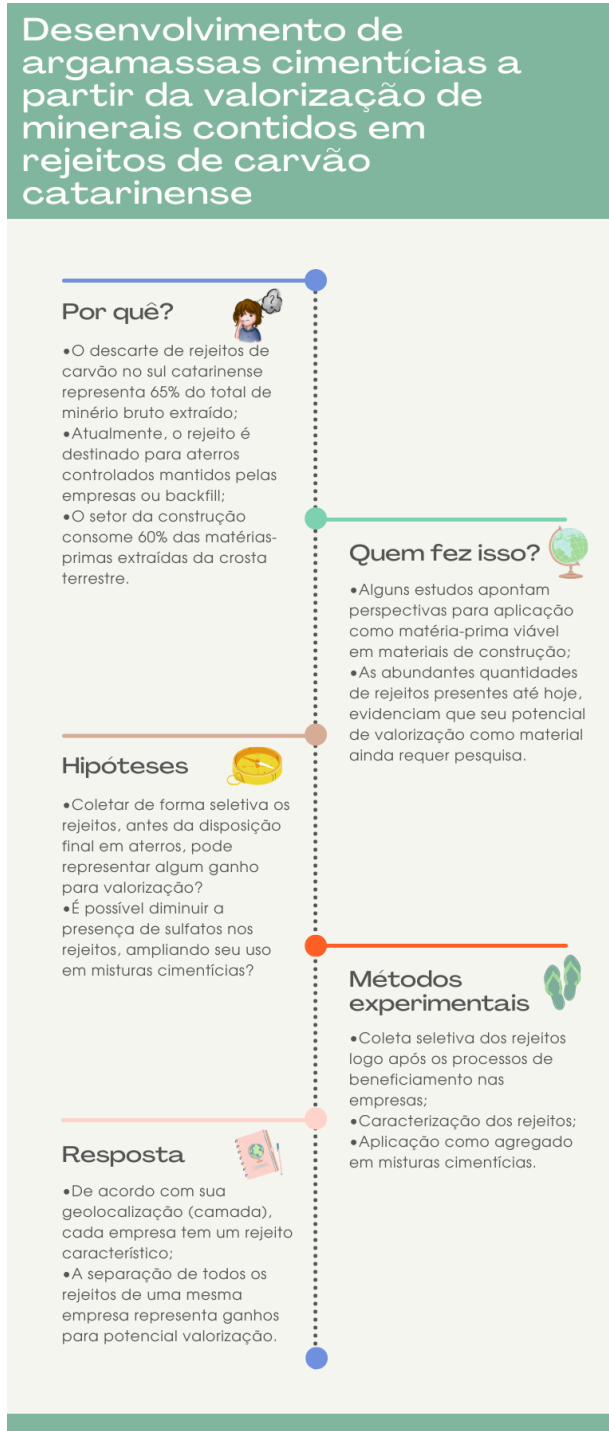 Desenvolvimento de
argamassas cimentícias a
partir da valorização de
minerais contidos em
rejeitos de carvão
catarinense
Por quê?
•O descarte de rejeitos de
carvão no sul catarinense
representa 65% do total de
minério bruto extraído;
•Atualmente, o rejeito é
destinado para aterros
controlados mantidos pelas
empresas ou backfill;
•O setor da construção
consome 60% das matérias-
primas extraídas da crosta
terrestre.
Quem fez isso?
•Alguns estudos apontam
perspectivas para aplicação
como matéria-prima viável
em materiais de construção;
•As abundantes quantidades
de rejeitos presentes até hoje,
evidenciam que seu potencial
de valorização como material
ainda requer pesquisa.
Hipóteses
•Coletar de forma seletiva os
rejeitos, antes da disposição
final em aterros, pode
representar algum ganho
para valorização?
•É possível diminuir a
presença de sulfatos nos
rejeitos, ampliando seu uso
em misturas cimentícias?
Métodos
experimentais
•Coleta seletiva dos rejeitos
logo após os processos de
beneficiamento nas
empresas;
•Caracterização dos rejeitos;
•Aplicação como agregado
em misturas cimentícias.
Resposta
•De acordo com sua
geolocalização (camada),
cada empresa tem um rejeito
característico;
•A separação de todos os
rejeitos de uma mesma
empresa representa ganhos
para potencial valorização.